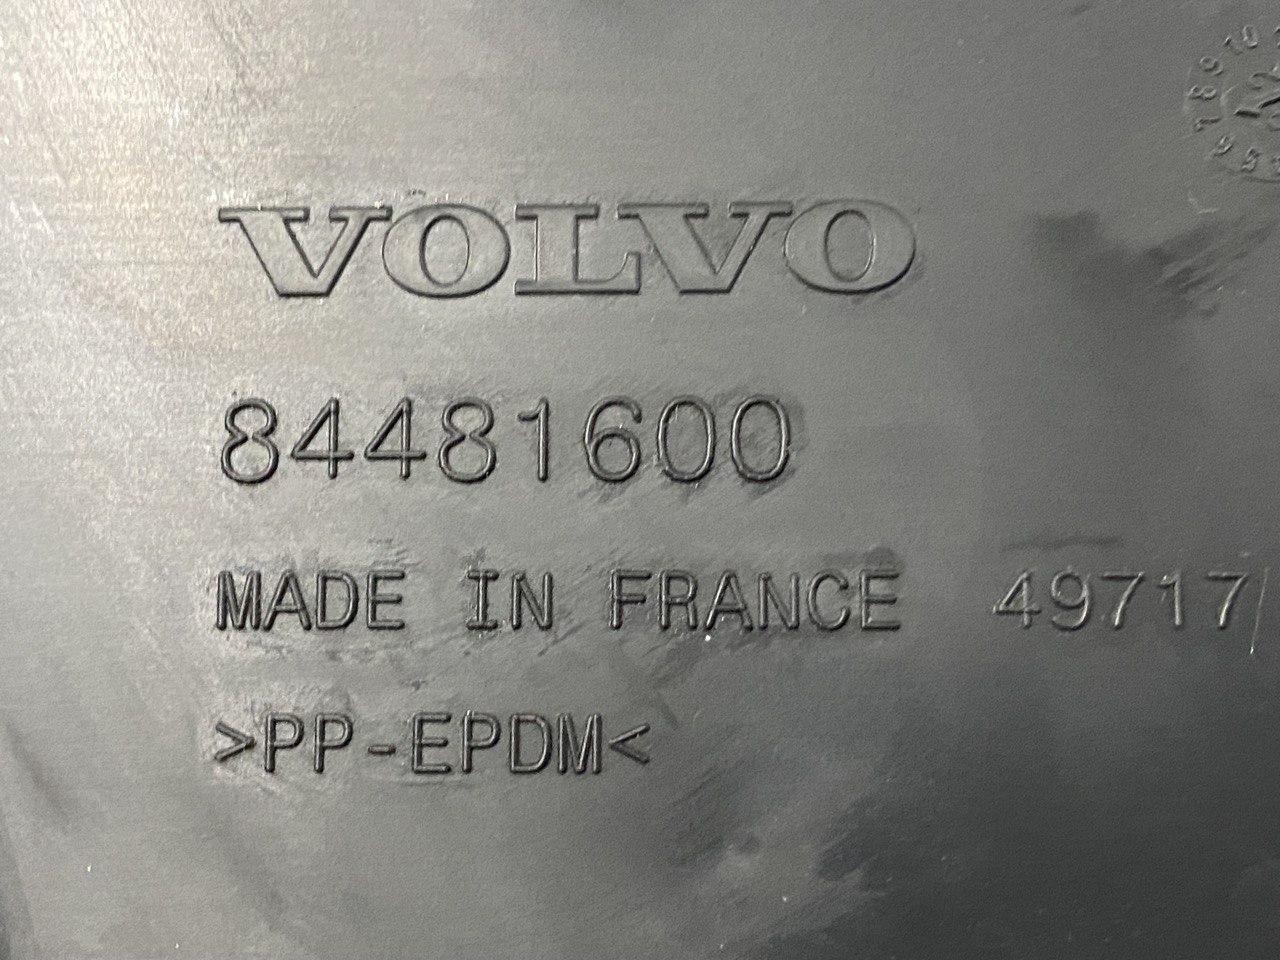 VOLVO
84481600
MADE IN FRANCE 49717
>PP-EPDM<